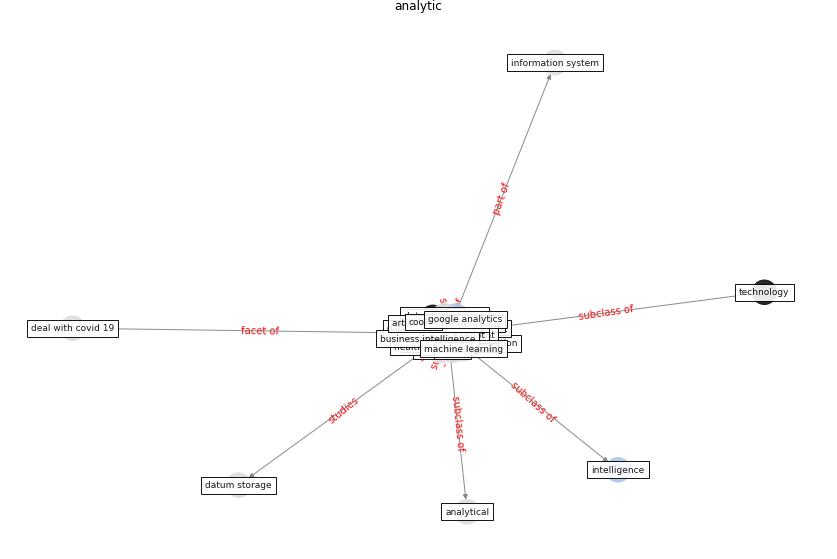 analytic
information system
part of
technology
subclass of
google analytics
deal with covid 19
facet of
business intelligence
machine learning
studies
subclass of
subclass of
intelligence
datum storage
analytical